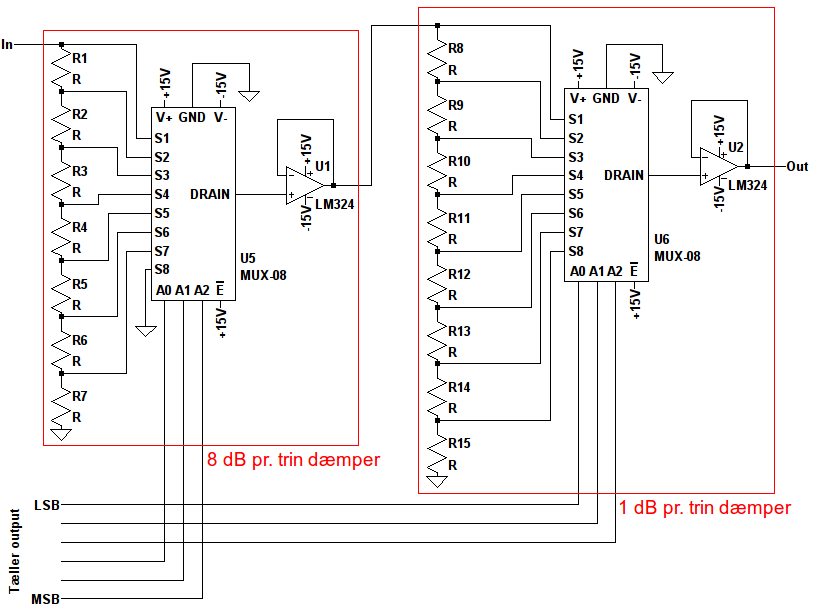 In
R1
R
R2
R
R3
R
R4
R
R5
R
R6
R
R7
R
+15V
-15V
V+ GND V-
S1
S2
S3
S4
S5
S6
S7
S8
DRAIN
A0 A1 A2 E
+15V
U5
MUX-08
+15V
U1
LM324
-15V
8 dB pr. trin dæmper
R8
R
R9
R
R10
R
R11
R
R12
R
R13
R
R14
R
R15
R
+15V
-15V
V+ GND V-
S1
S2
S3
S4
S5
S6
S7
S8
DRAIN
A0 A1 A2 E
+15V
U6
MUX-08
+15V
U2
LM324
-15V
Out
1 dB pr. trin dæmper
Tæller output
LSB
MSB